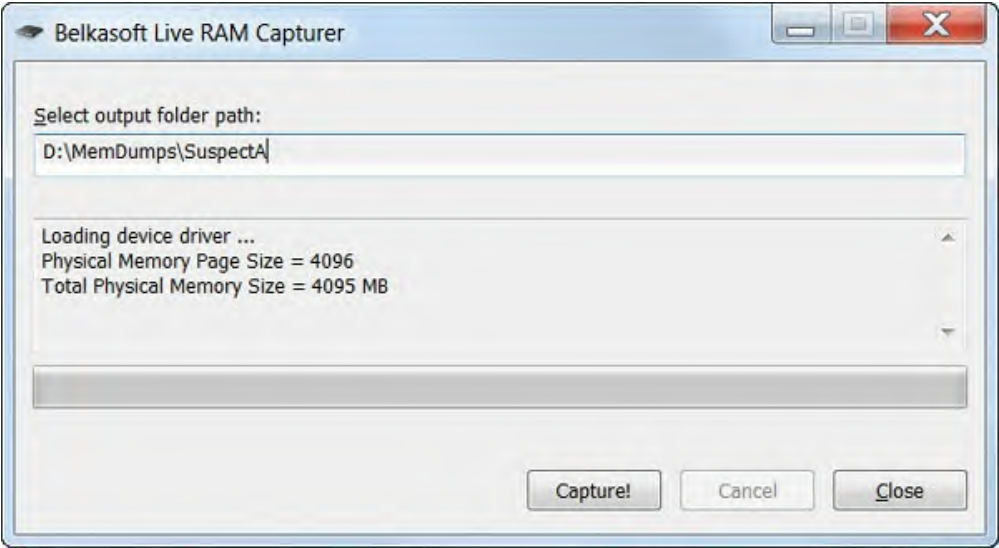 Belkasoft Live RAM Capturer
Select output folder path:
D:\MemDumps\SuspectA
Loading device driver ...
Physical Memory Page Size = 4096
Total Physical Memory Size = 4095 MB
Capture!
Cancel
Close